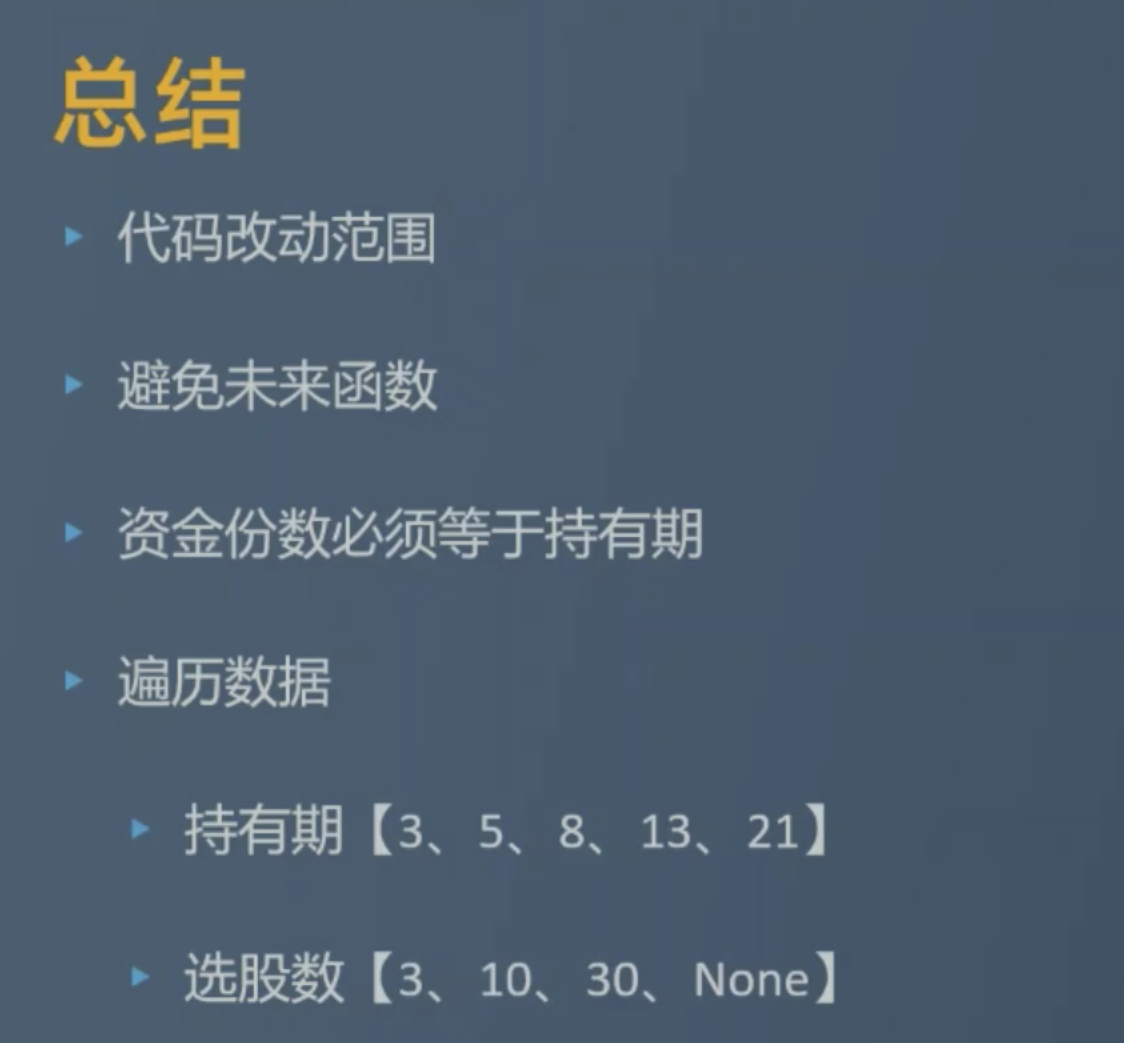 总结
代码改动范围
避免未来函数
资金份数必须等于持有期
遍历数据
持有期【3、5、8、13、21】
选股数【3、10、30、None】